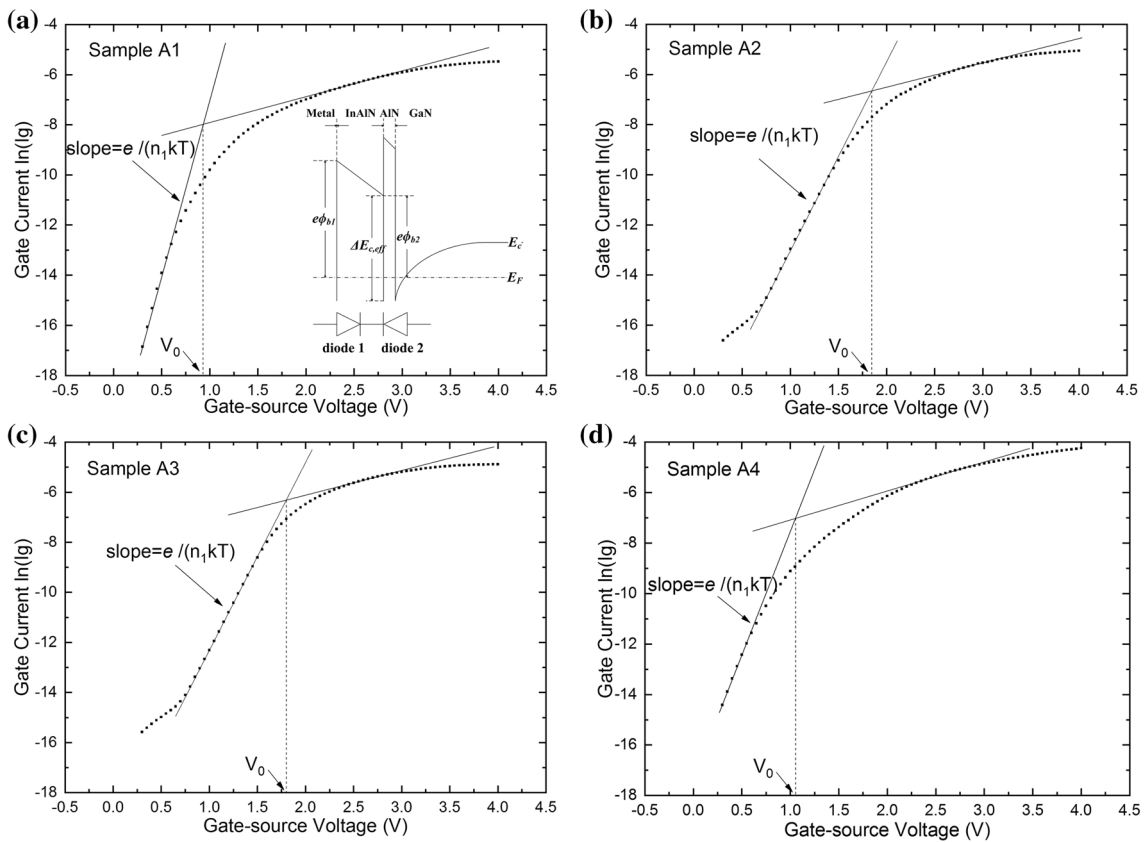 (a)
Sample A1
Gate Current ln(Ig)
-4
-6
-8
-10
-12
-14
-16
-18
slope=e /(n₁kT)
Metal InAlN AlN GaN
eϕb1
ΔEc,eff
eϕb2
Ec
EF
diode 1 diode 2
V₀
-0.5 0.0 0.5 1.0 1.5 2.0 2.5 3.0 3.5 4.0 4.5
Gate-source Voltage (V)
(b)
Sample A2
Gate Current ln(Ig)
-4
-6
-8
-10
-12
-14
-16
-18
slope=e /(n₁kT)
V₀
-0.5 0.0 0.5 1.0 1.5 2.0 2.5 3.0 3.5 4.0 4.5
Gate-source Voltage (V)
(c)
Sample A3
Gate Current ln(Ig)
-4
-6
-8
-10
-12
-14
-16
-18
slope=e /(n₁kT)
V₀
-0.5 0.0 0.5 1.0 1.5 2.0 2.5 3.0 3.5 4.0 4.5
Gate-source Voltage (V)
(d)
Sample A4
Gate Current ln(Ig)
-4
-6
-8
-10
-12
-14
-16
-18
slope=e /(n₁kT)
V₀
-0.5 0.0 0.5 1.0 1.5 2.0 2.5 3.0 3.5 4.0 4.5
Gate-source Voltage (V)